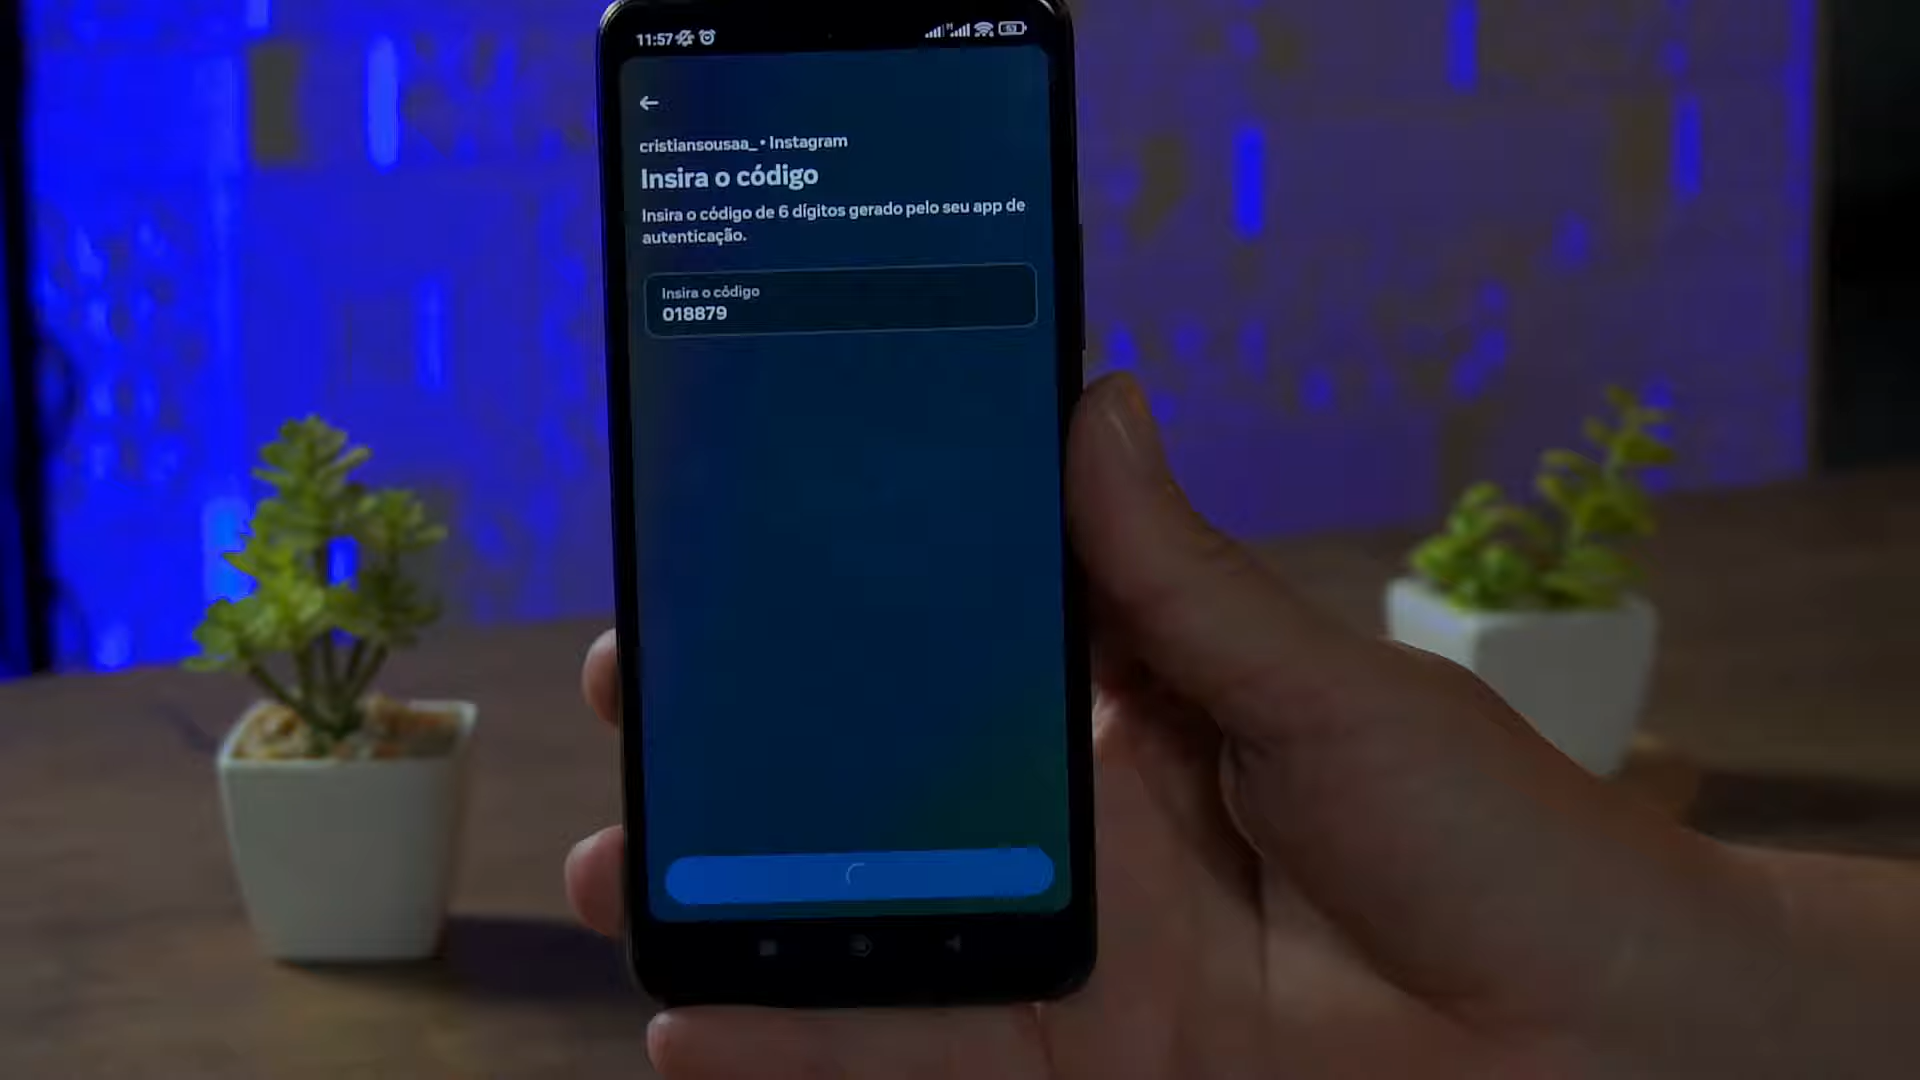 11:57
53
cristiansousaa_ • Instagram
Insira o código
Insira o código de 6 dígitos gerado pelo seu app de
autenticação.
Insira o código
018879